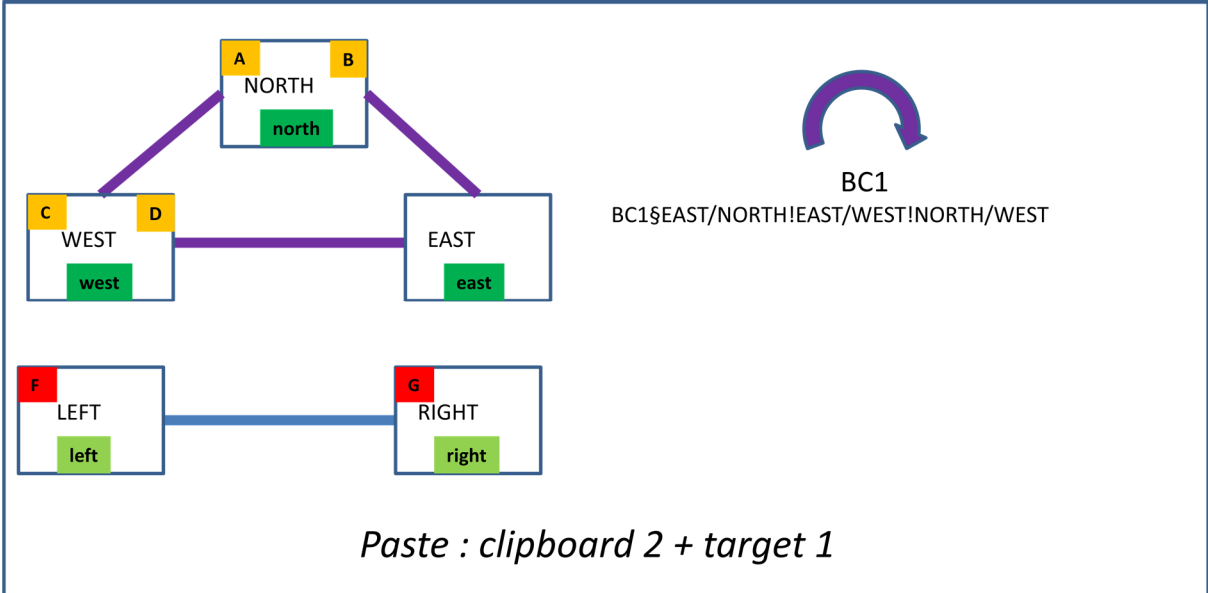 A B
NORTH
north
C D
WEST
west
EAST
east
BC1
BC1§EAST/NORTH!EAST/WEST!NORTH/WEST
F
LEFT
left
G
RIGHT
right
Paste : clipboard 2 + target 1